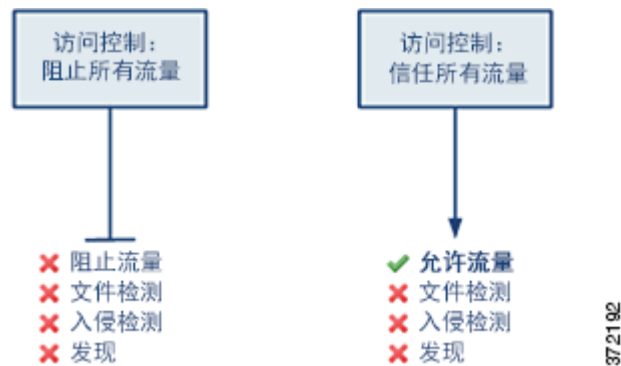 访问控制：
阻止所有流量
访问控制：
信任所有流量
阻止流量
文件检测
入侵检测
发现
允许流量
文件检测
入侵检测
发现
372192